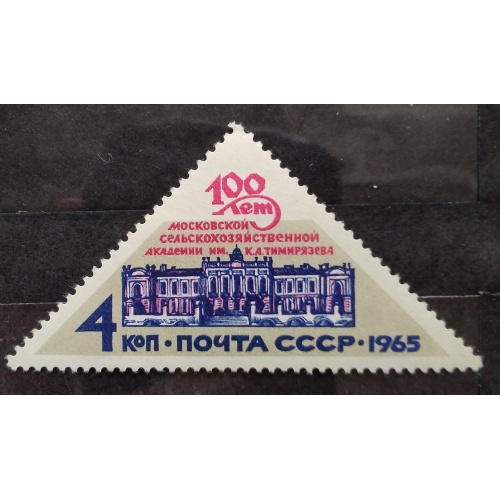 100
лет
МОСКОВСКОЙ
СЕЛЬСКОХОЗЯЙСТВЕННОЙ
АКАДЕМИИ ИМ. К.А.ТИМИРЯЗЕВА
4 КОП • ПОЧТА СССР • 1965